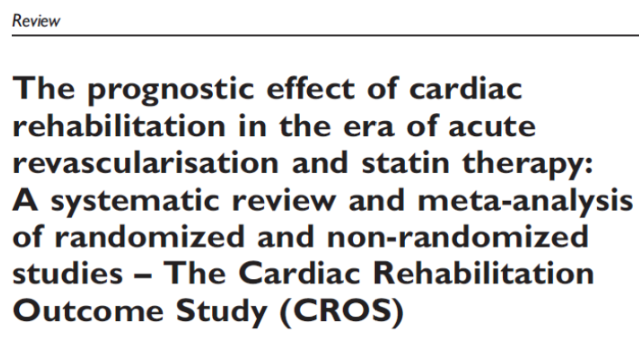 Review
The prognostic effect of cardiac
rehabilitation in the era of acute
revascularisation and statin therapy:
A systematic review and meta-analysis
of randomized and non-randomized
studies – The Cardiac Rehabilitation
Outcome Study (CROS)